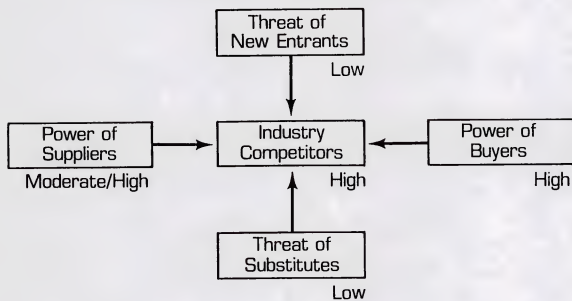 Threat of
New Entrants
Low
Power of
Suppliers
Moderate/High
Industry
Competitors
High
Power of
Buyers
High
Threat of
Substitutes
Low